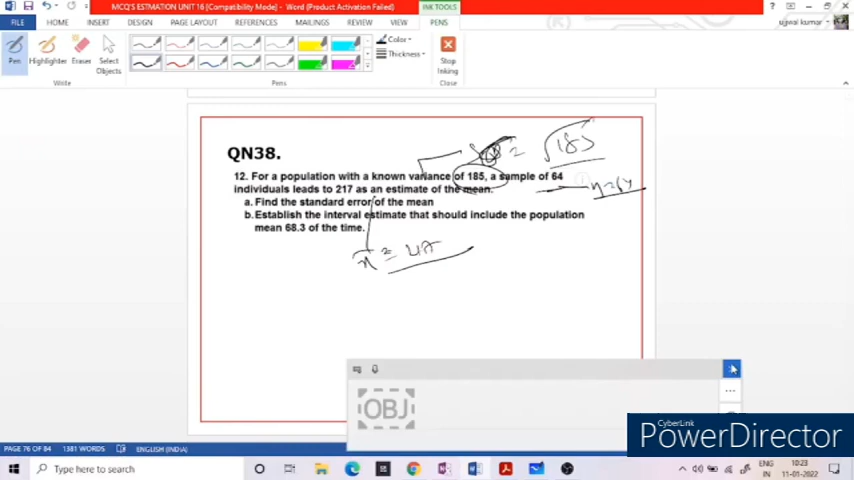 MCQ'S ESTMATION UNIT 16 [Compatibility Mode] - Word (Product Activation Failed)
INK TOOLS
FILE HOME INSERT DESIGN PAGE LAYOUT REFERENCES MAILINGS REVIEW VIEW PENS
ujjwal kumar
Pen Highlighter Eraser Select Objects
Color
Thickness
Stop Inking
Write Pens Close
QN38.
√185
12. For a population with a known variance of 185, a sample of 64
n=64
individuals leads to 217 as an estimate of the mean.
a. Find the standard error of the mean
b. Establish the interval estimate that should include the population
mean 68.3 of the time.
OBJ
CyberLink
PowerDirector
PAGE 76 OF 84 1381 WORDS ENGLISH (INDIA)
Type here to search
ENG
IN
10:23
11-01-2022